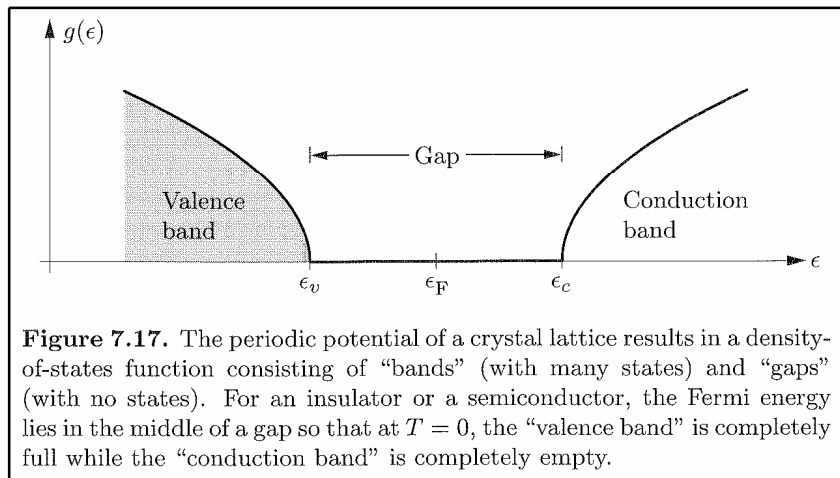 g(ϵ)
Gap
Valence
band
Conduction
band
ϵ
ϵv
ϵF
ϵc
Figure 7.17. The periodic potential of a crystal lattice results in a density-
of-states function consisting of “bands” (with many states) and “gaps”
(with no states). For an insulator or a semiconductor, the Fermi energy
lies in the middle of a gap so that at T = 0, the “valence band” is completely
full while the “conduction band” is completely empty.